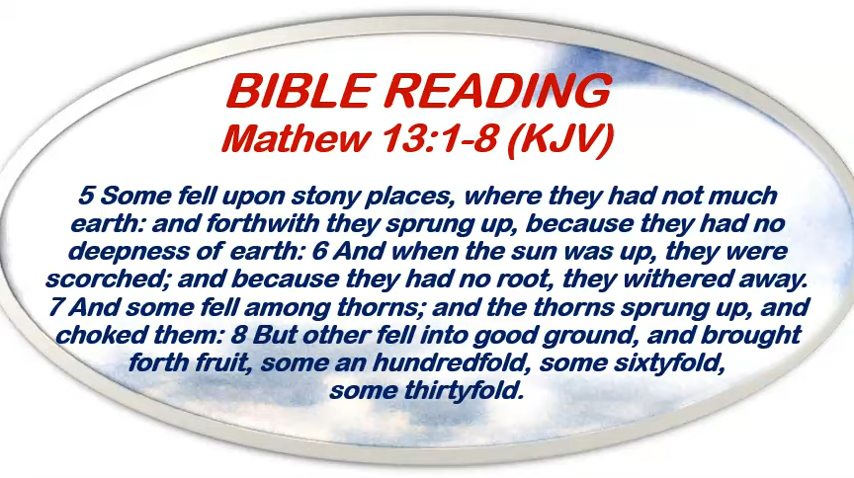 BIBLE READING
Mathew 13:1-8 (KJV)
5 Some fell upon stony places, where they had not much
earth: and forthwith they sprung up, because they had no
deepness of earth: 6 And when the sun was up, they were
scorched; and because they had no root, they withered away.
7 And some fell among thorns; and the thorns sprung up, and
choked them: 8 But other fell into good ground, and brought
forth fruit, some an hundredfold, some sixtyfold,
some thirtyfold.